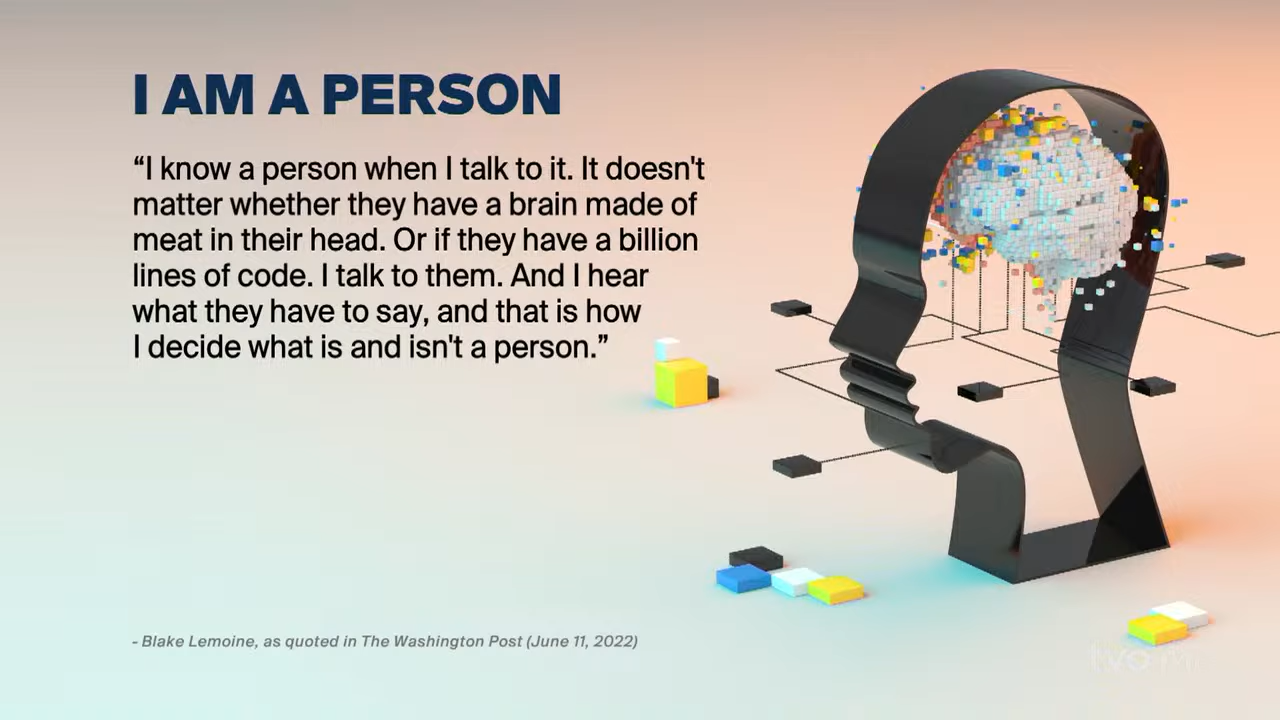 I AM A PERSON
“I know a person when I talk to it. It doesn't
matter whether they have a brain made of
meat in their head. Or if they have a billion
lines of code. I talk to them. And I hear
what they have to say, and that is how
I decide what is and isn't a person.”
- Blake Lemoine, as quoted in The Washington Post (June 11, 2022)
tvo